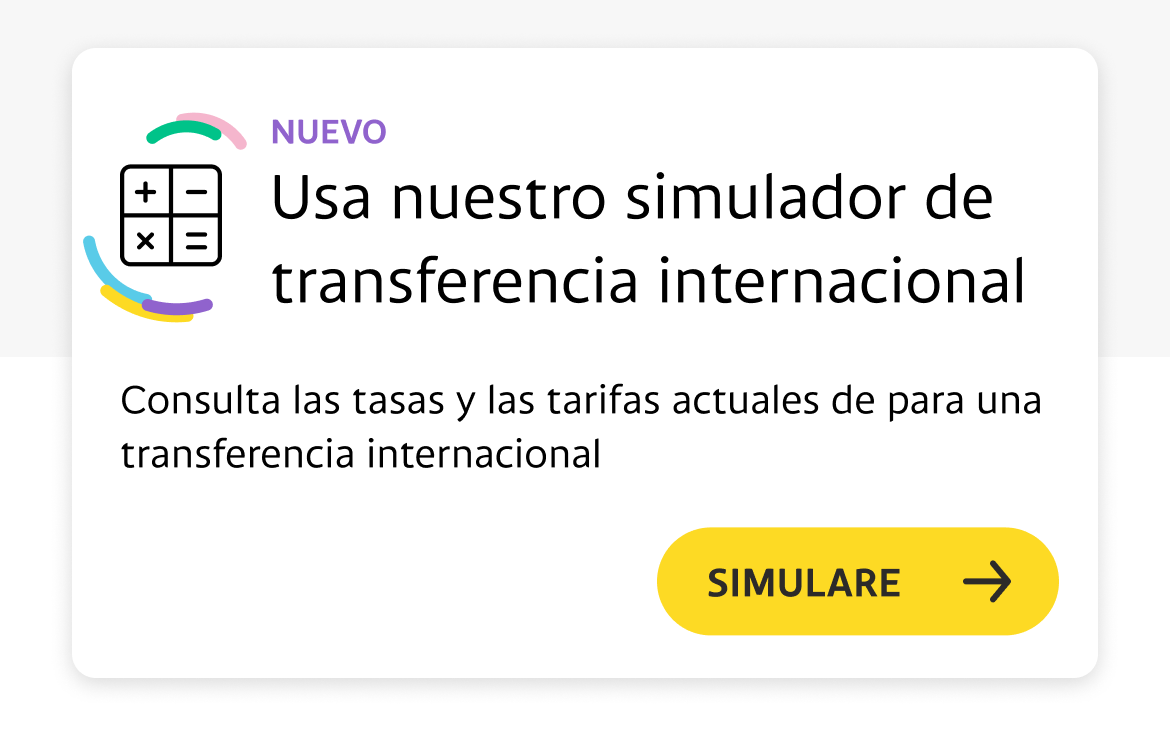 NUEVO
Usa nuestro simulador de
transferencia internacional
Consulta las tasas y las tarifas actuales de para una
transferencia internacional
SIMULARE